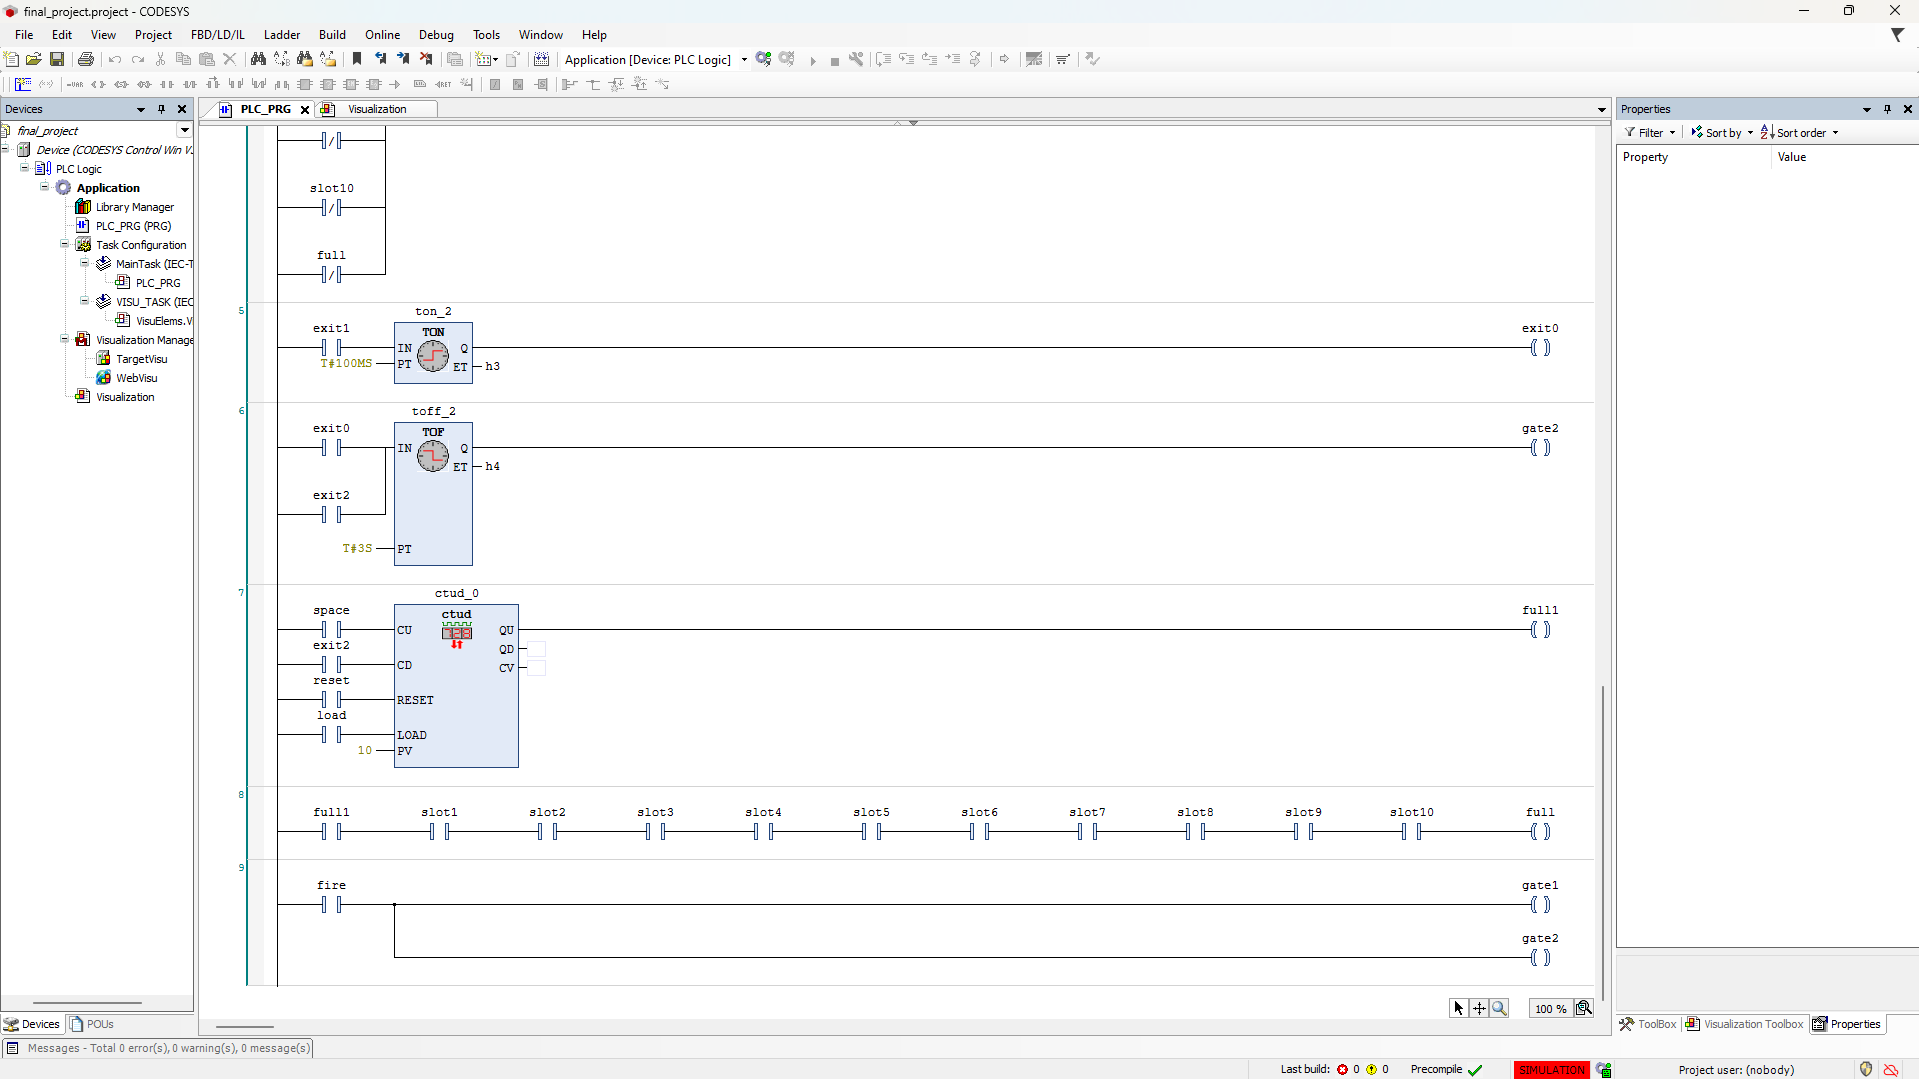 final_project.project - CODESYS
File Edit View Project FBD/LD/IL Ladder Build Online Debug Tools Window Help
Application [Device: PLC Logic]
Devices
final_project
Device (CODESYS Control Win V
PLC Logic
Application
Library Manager
PLC_PRG (PRG)
Task Configuration
MainTask (IEC-T
PLC_PRG
VISU_TASK (IEC
VisuElems.Vi
Visualization Manage
TargetVisu
WebVisu
Visualization
Devices POUs
PLC_PRG Visualization
slot10
full
5
ton_2
exit1 TON exit0
IN Q
T#100MS PT ET h3
6
toff_2
exit0 TOF gate2
IN Q
ET h4
exit2
T#3S PT
7
ctud_0
space ctud full1
CU QU
exit2 QD
CD CV
reset
RESET
load
LOAD
10 PV
8
full1 slot1 slot2 slot3 slot4 slot5 slot6 slot7 slot8 slot9 slot10 full
9
fire gate1
gate2
100 %
Properties
Filter Sort by Sort order
Property Value
ToolBox Visualization Toolbox Properties
Messages - Total 0 error(s), 0 warning(s), 0 message(s)
Last build: 0 0 Precompile SIMULATION Project user: (nobody)